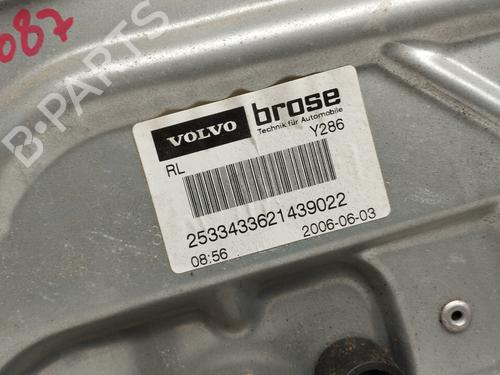 087
B-PARTS
VOLVO brose
Technik für Automobile
RL Y286
2533433621439022
08:56 2006-06-03